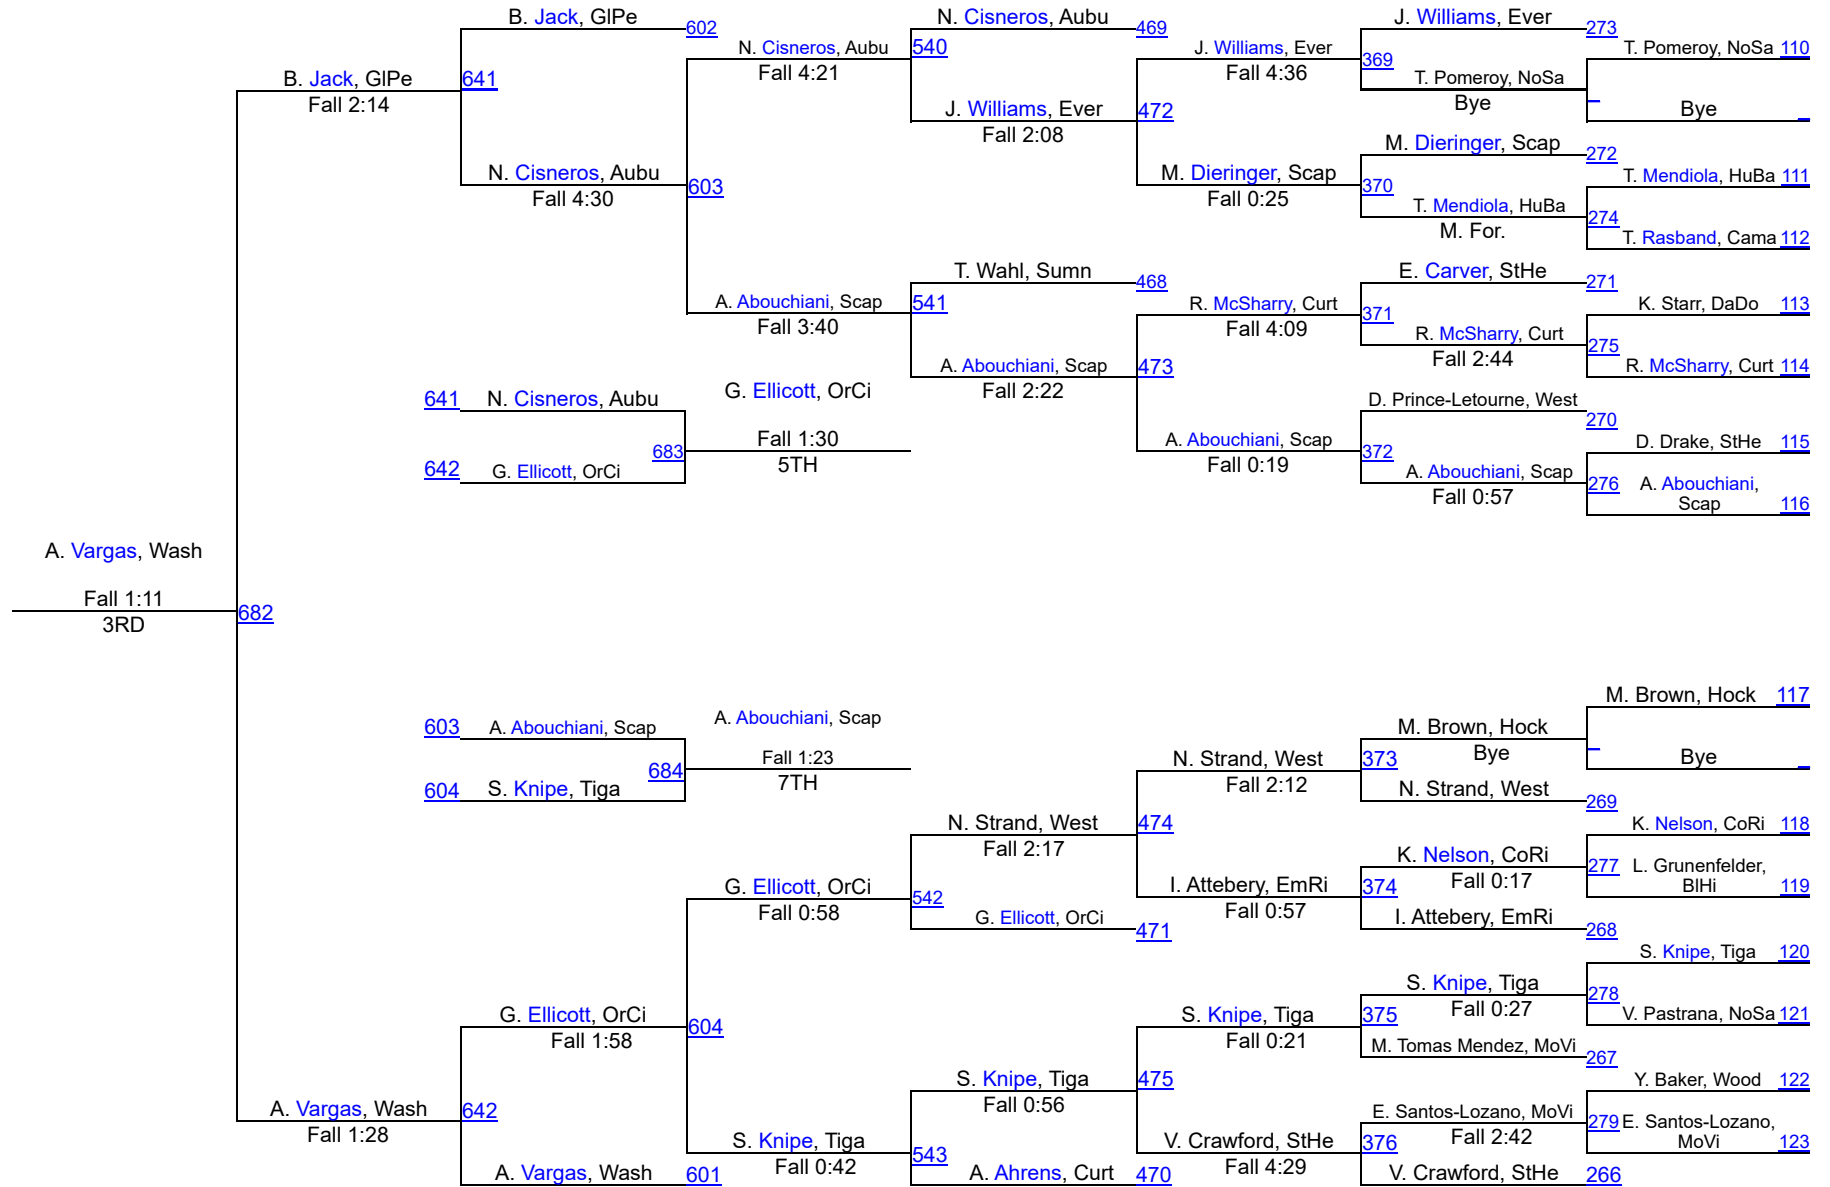 B. Jack, GlPe
602
N. Cisneros, Aubu
469
J. Williams, Ever
273
N. Cisneros, Aubu
540
Fall 4:21
J. Williams, Ever
Fall 4:36
369
T. Pomeroy, NoSa 110
B. Jack, GlPe
Fall 2:14
641
T. Pomeroy, NoSa
Bye
J. Williams, Ever
Fall 2:08
472
Bye
M. Dieringer, Scap
272
N. Cisneros, Aubu
Fall 4:30
603
M. Dieringer, Scap
Fall 0:25
370
T. Mendiola, HuBa 111
T. Mendiola, HuBa
M. For.
274
T. Rasband, Cama 112
T. Wahl, Sumn
468
E. Carver, StHe
271
A. Abouchiani, Scap
Fall 3:40
541
R. McSharry, Curt
Fall 4:09
371
K. Starr, DaDo 113
R. McSharry, Curt
Fall 2:44
275
A. Abouchiani, Scap
Fall 2:22
473
R. McSharry, Curt 114
641 N. Cisneros, Aubu
G. Ellicott, OrCi
D. Prince-Letourne, West
270
683
Fall 1:30
5TH
A. Abouchiani, Scap
Fall 0:19
372
D. Drake, StHe 115
642 G. Ellicott, OrCi
A. Abouchiani, Scap
Fall 0:57
276
A. Abouchiani,
Scap 116
A. Vargas, Wash
Fall 1:11
3RD
682
M. Brown, Hock 117
603 A. Abouchiani, Scap
A. Abouchiani, Scap
M. Brown, Hock
Bye
684
Fall 1:23
7TH
N. Strand, West
Fall 2:12
373
Bye
604 S. Knipe, Tiga
N. Strand, West
269
N. Strand, West
Fall 2:17
474
K. Nelson, CoRi 118
K. Nelson, CoRi
Fall 0:17
277
L. Grunenfelder,
BlHi 119
G. Ellicott, OrCi
Fall 0:58
542
I. Attebery, EmRi
Fall 0:57
374
G. Ellicott, OrCi
471
I. Attebery, EmRi
268
S. Knipe, Tiga 120
S. Knipe, Tiga
Fall 0:27
278
G. Ellicott, OrCi
Fall 1:58
604
S. Knipe, Tiga
Fall 0:21
375
V. Pastrana, NoSa 121
M. Tomas Mendez, MoVi
267
S. Knipe, Tiga
Fall 0:56
475
Y. Baker, Wood 122
A. Vargas, Wash
Fall 1:28
642
E. Santos-Lozano, MoVi
Fall 2:42
279
E. Santos-Lozano,
MoVi 123
S. Knipe, Tiga
Fall 0:42
543
V. Crawford, StHe
Fall 4:29
376
A. Vargas, Wash
601
A. Ahrens, Curt
470
V. Crawford, StHe
266